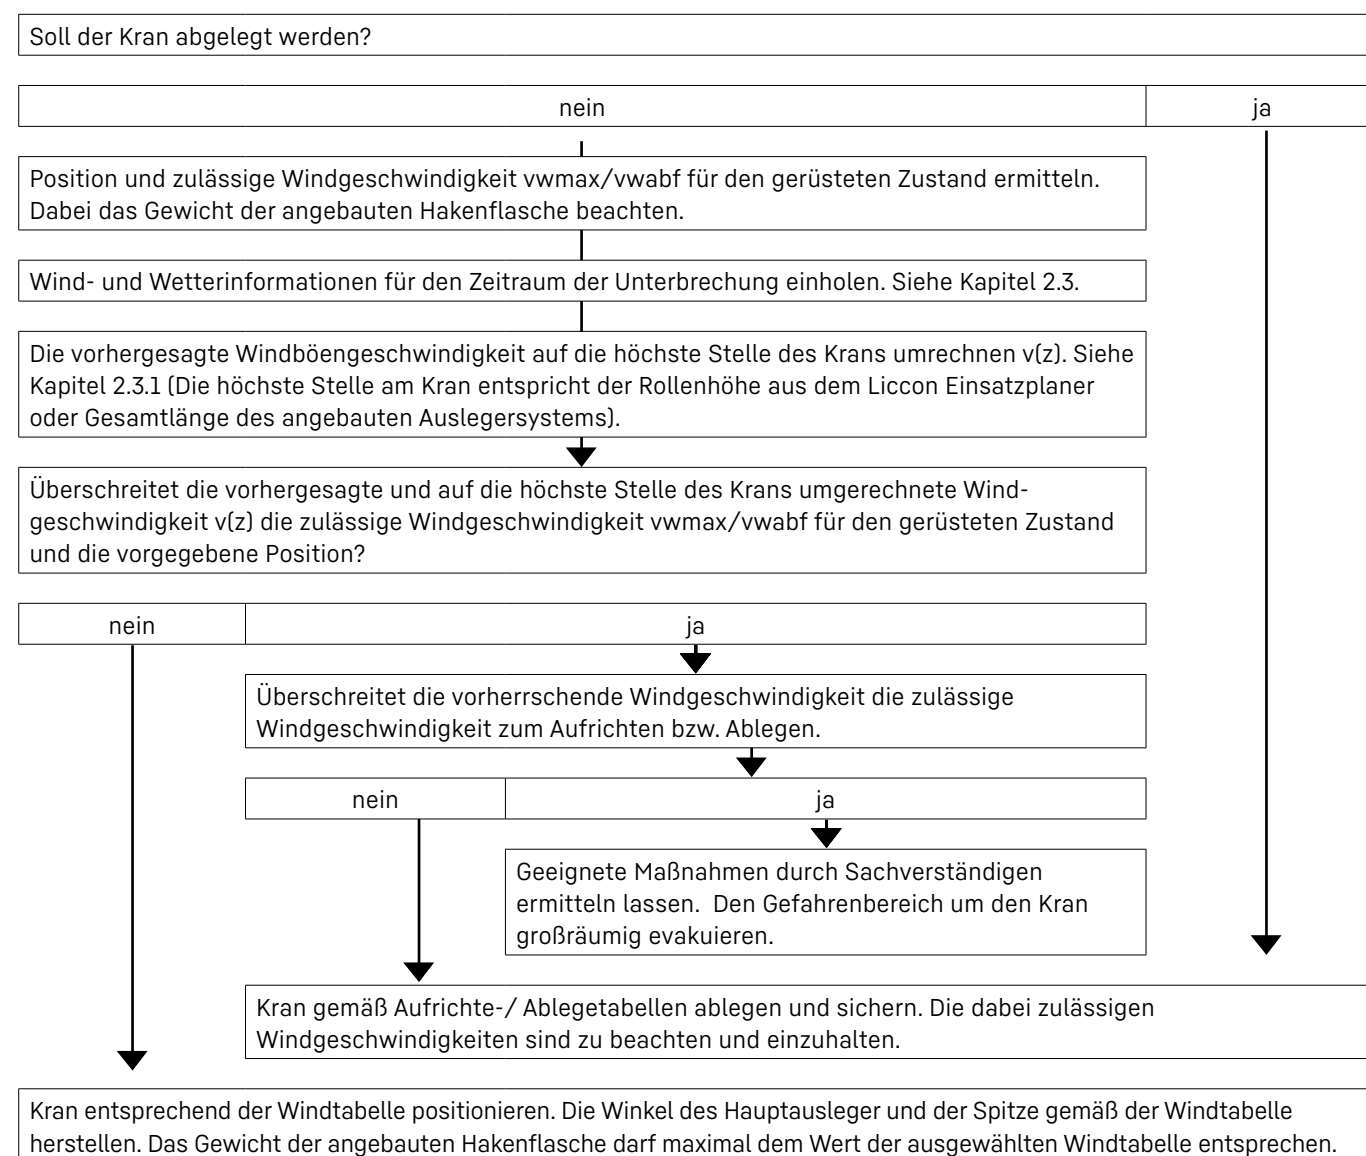 Soll der Kran abgelegt werden?
nein
ja
Position und zulässige Windgeschwindigkeit vwmax/vwabf für den gerüsteten Zustand ermitteln.
Dabei das Gewicht der angebauten Hakenflasche beachten.
Wind- und Wetterinformationen für den Zeitraum der Unterbrechung einholen. Siehe Kapitel 2.3.
Die vorhergesagte Windböengeschwindigkeit auf die höchste Stelle des Krans umrechnen v(z). Siehe
Kapitel 2.3.1 (Die höchste Stelle am Kran entspricht der Rollenhöhe aus dem Liccon Einsatzplaner
oder Gesamtlänge des angebauten Auslegersystems).
Überschreitet die vorhergesagte und auf die höchste Stelle des Krans umgerechnete Wind-
geschwindigkeit v(z) die zulässige Windgeschwindigkeit vwmax/vwabf für den gerüsteten Zustand
und die vorgegebene Position?
nein
ja
Überschreitet die vorherrschende Windgeschwindigkeit die zulässige
Windgeschwindigkeit zum Aufrichten bzw. Ablegen.
nein
ja
Geeignete Maßnahmen durch Sachverständigen
ermitteln lassen.  Den Gefahrenbereich um den Kran
großräumig evakuieren.
Kran gemäß Aufrichte-/ Ablegetabellen ablegen und sichern. Die dabei zulässigen
Windgeschwindigkeiten sind zu beachten und einzuhalten.
Kran entsprechend der Windtabelle positionieren. Die Winkel des Hauptausleger und der Spitze gemäß der Windtabelle
herstellen. Das Gewicht der angebauten Hakenflasche darf maximal dem Wert der ausgewählten Windtabelle entsprechen.